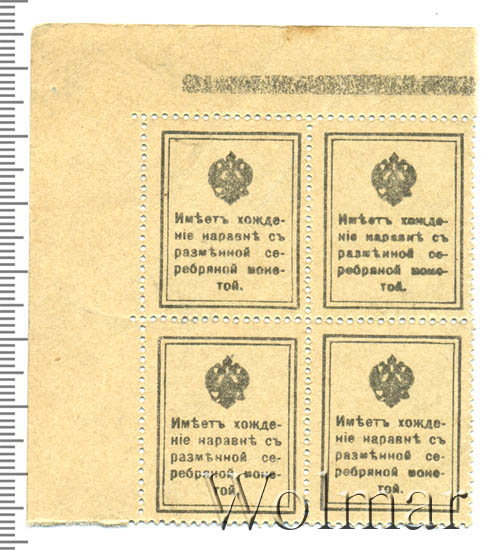 Имѣетъ хожде-
ніе наравнѣ съ
размѣнной се-
ребряной моне-
той.
Имѣетъ хожде-
ніе наравнѣ съ
размѣнной се-
ребряной моне-
той.
Имѣетъ хожде-
ніе наравнѣ съ
размѣнной се-
ребряной моне-
той.
Имѣетъ хожде-
ніе наравнѣ съ
размѣнной се-
ребряной моне-
той.
Wolmar